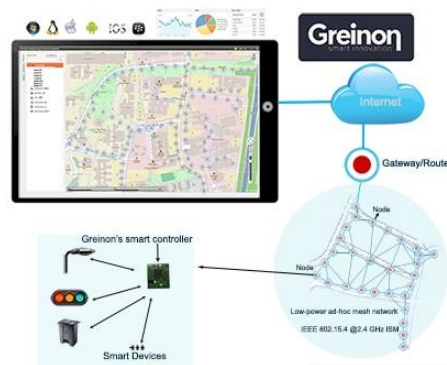 iOS
Greinon
smart innovation
Internet
Gateway/Route
Node
Greinon's smart controller
Node
Low-power ad-hoc mesh network
IEEE 802.15.4 @2.4 GHz ISM
Smart Devices